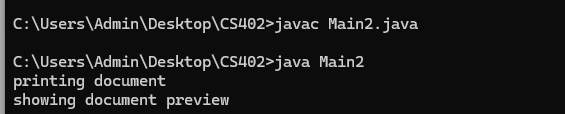 C:\Users\Admin\Desktop\CS402>javac Main2.java
C:\Users\Admin\Desktop\CS402>java Main2
printing document
showing document preview